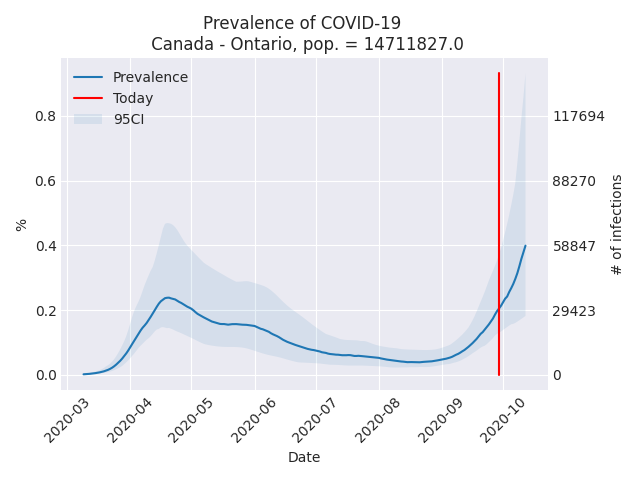 Prevalence of COVID-19
Canada - Ontario, pop. = 14711827.0
Prevalence
Today
95CI
%
0.8
0.6
0.4
0.2
0.0
117694
88270
58847
29423
0
# of infections
2020-03
2020-04
2020-05
2020-06
2020-07
2020-08
2020-09
2020-10
Date